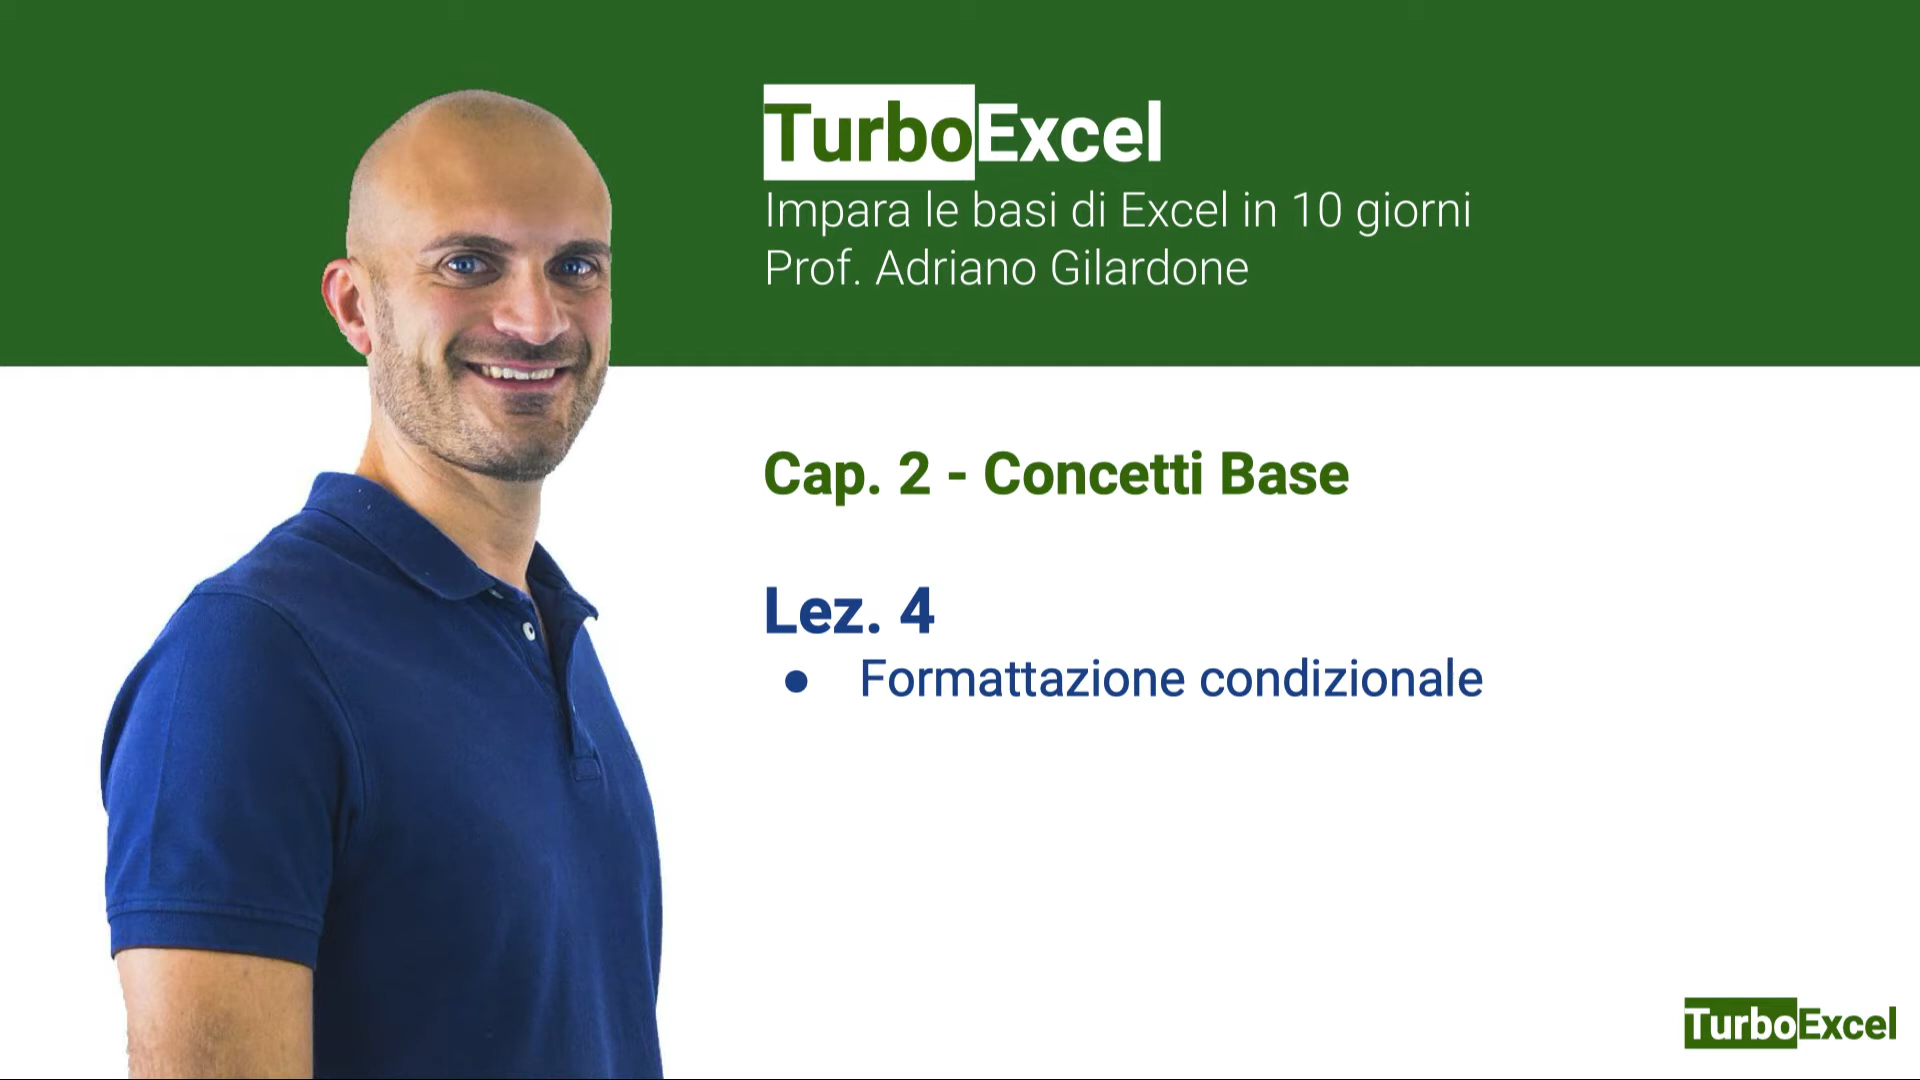 TurboExcel
Impara le basi di Excel in 10 giorni
Prof. Adriano Gilardone
Cap. 2 - Concetti Base
Lez. 4
● Formattazione condizionale
TurboExcel